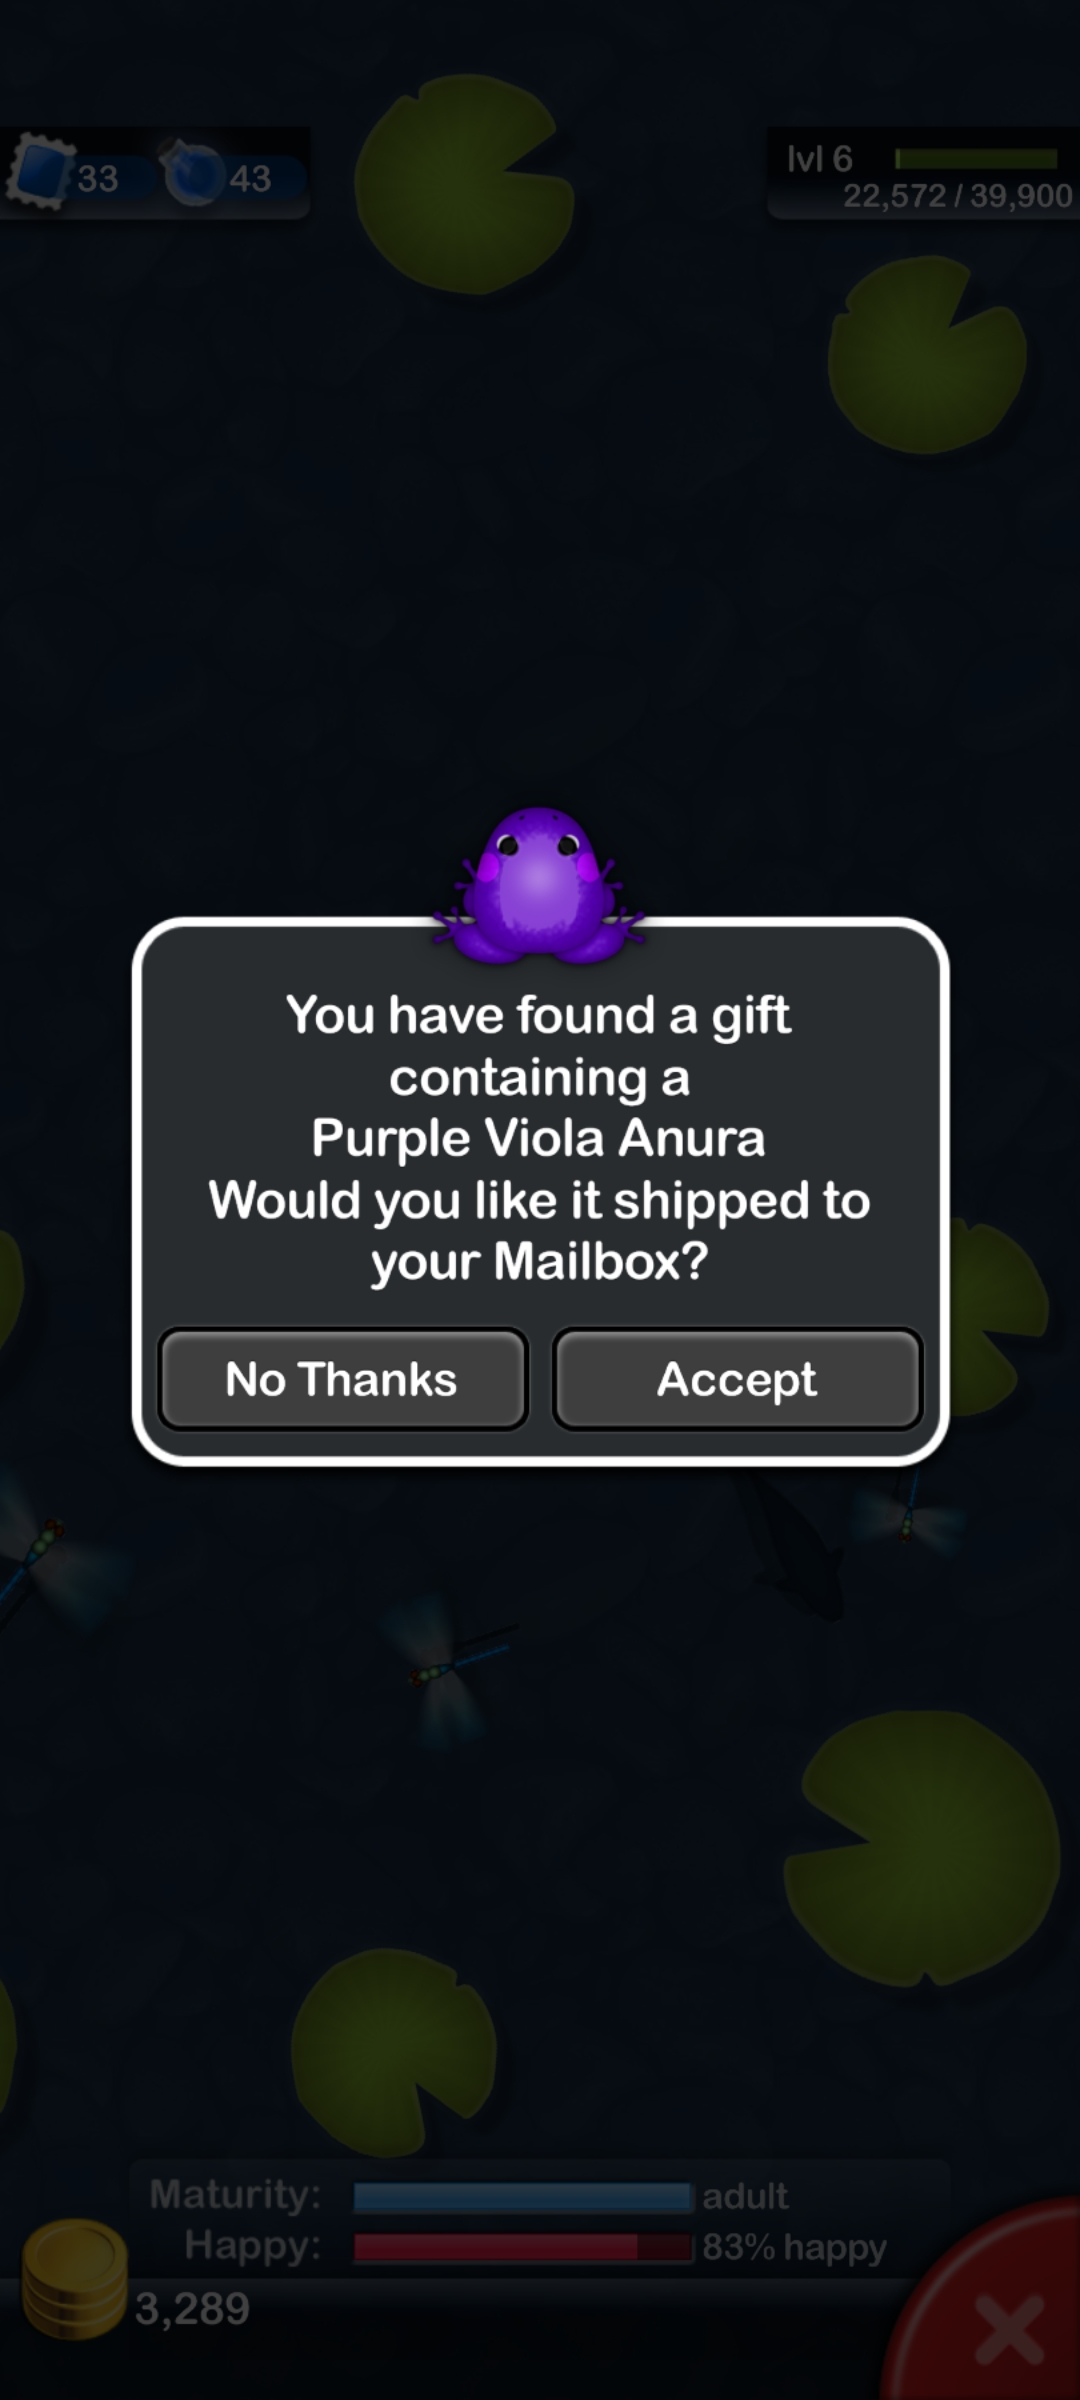 33 43
lvl 6
22,572 / 39,900
You have found a gift
containing a
Purple Viola Anura
Would you like it shipped to
your Mailbox?
No Thanks Accept
Maturity: adult
Happy: 83% happy
3,289